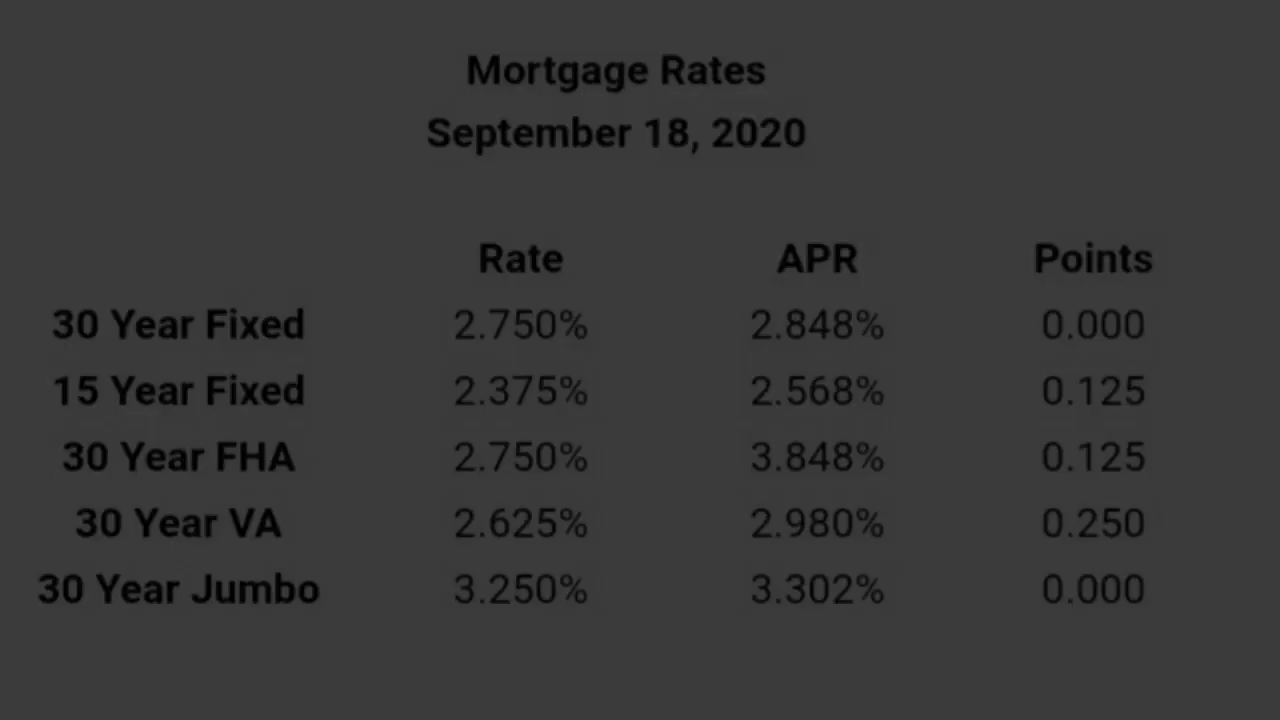 Mortgage Rates
September 18, 2020
Rate APR Points
30 Year Fixed 2.750% 2.848% 0.000
15 Year Fixed 2.375% 2.568% 0.125
30 Year FHA 2.750% 3.848% 0.125
30 Year VA 2.625% 2.980% 0.250
30 Year Jumbo 3.250% 3.302% 0.000